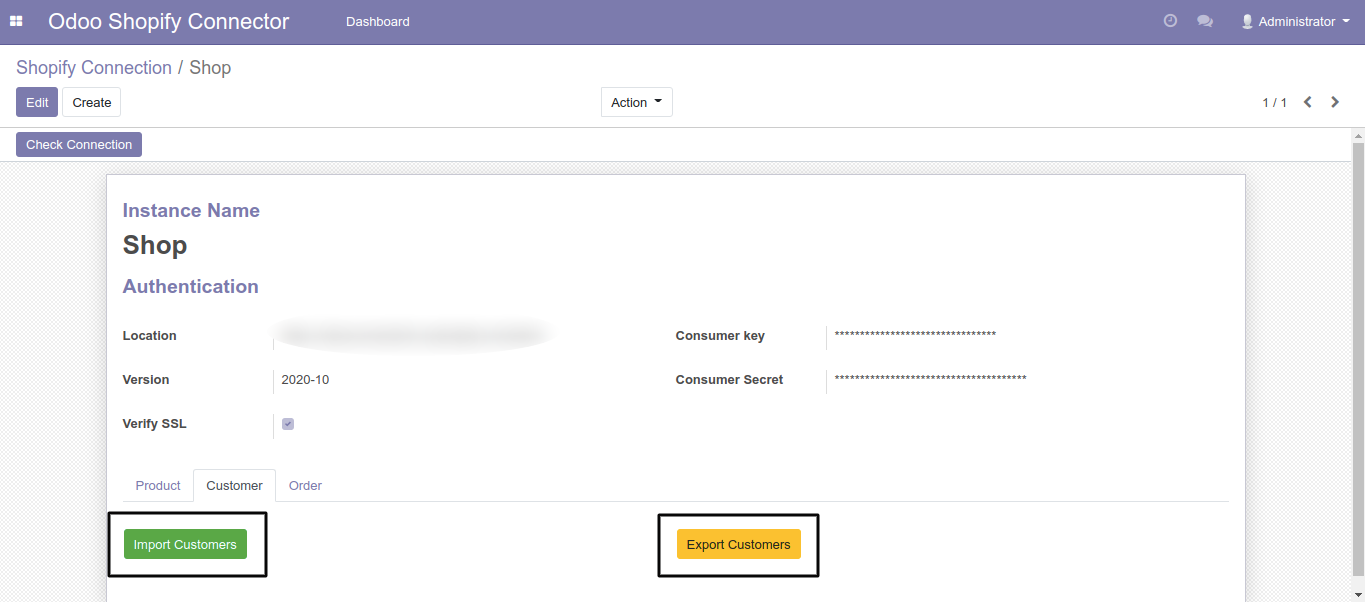 Odoo Shopify Connector Dashboard Administrator
Shopify Connection / Shop
Edit Create Action 1 / 1
Check Connection
Instance Name
Shop
Authentication
Location Consumer key ********************************
Version 2020-10 Consumer Secret **************************************
Verify SSL
Product Customer Order
Import Customers Export Customers